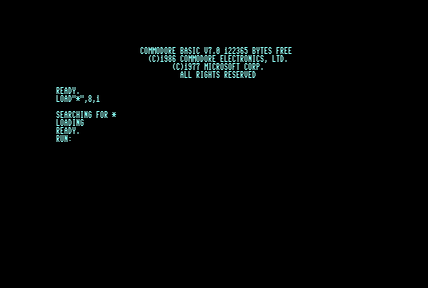 COMMODORE BASIC V7.0 122365 BYTES FREE
(C)1986 COMMODORE ELECTRONICS, LTD.
(C)1977 MICROSOFT CORP.
ALL RIGHTS RESERVED
READY.
LOAD"*",8,1
SEARCHING FOR *
LOADING
READY.
RUN: